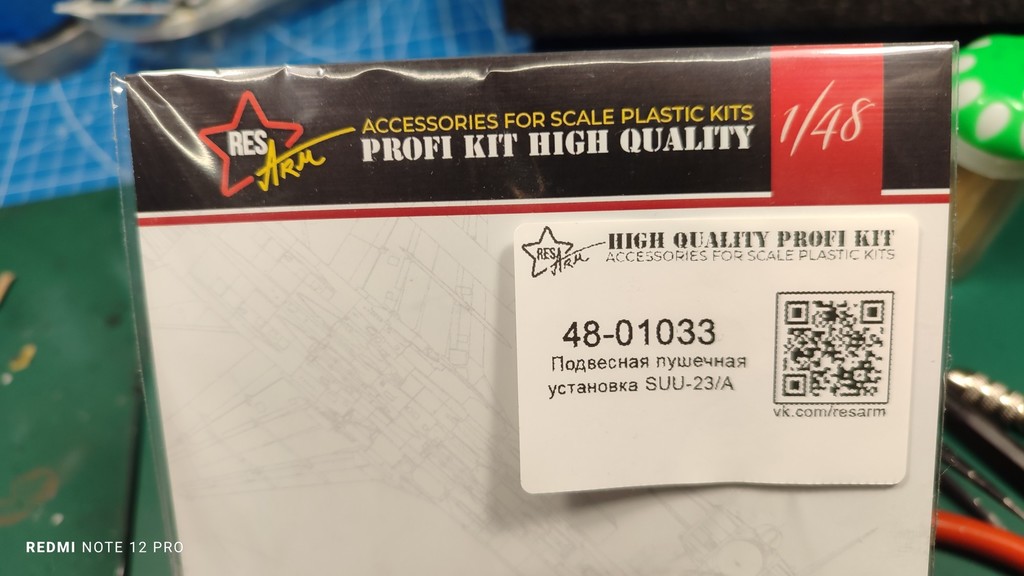 RES
ARM
ACCESSORIES FOR SCALE PLASTIC KITS
PROFI KIT HIGH QUALITY
1/48
RES
ARM
HIGH QUALITY PROFI KIT
ACCESSORIES FOR SCALE PLASTIC KITS
48-01033
Подвесная пушечная
установка SUU-23/A
vk.com/resarm
REDMI NOTE 12 PRO